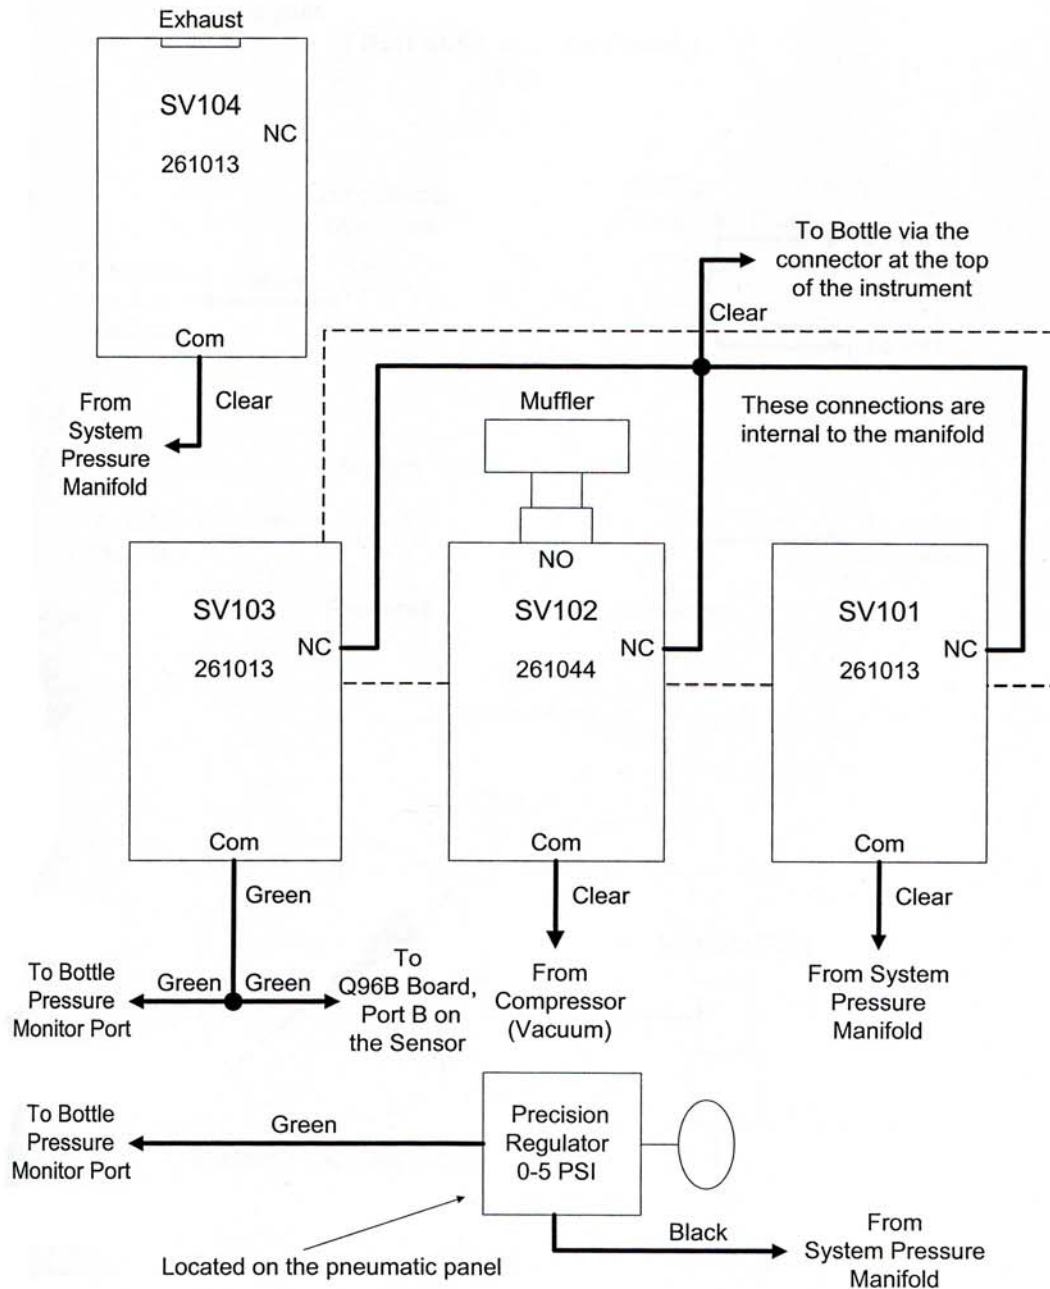 Exhaust
SV104
NC
261013
Com
Clear
From
System
Pressure
Manifold
To Bottle via the
connector at the top
of the instrument
Clear
These connections are
internal to the manifold
Muffler
NO
SV103
NC
261013
Com
Green
SV102
NC
261044
Com
Clear
SV101
NC
261013
Com
Clear
To Bottle
Pressure
Monitor Port
Green
Green
To
Q96B Board,
Port B on
the Sensor
From
Compressor
(Vacuum)
From System
Pressure
Manifold
To Bottle
Pressure
Monitor Port
Green
Precision
Regulator
0-5 PSI
Black
From
System Pressure
Manifold
Located on the pneumatic panel